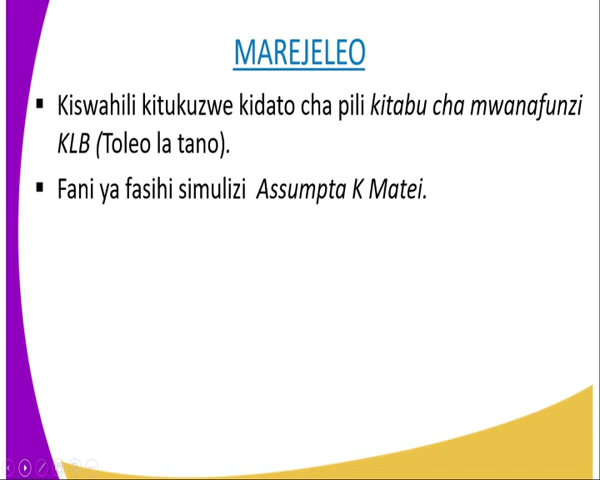 MAREJELEO
▪ Kiswahili kitukuzwe kidato cha pili kitabu cha mwanafunzi
KLB (Toleo la tano).
▪ Fani ya fasihi simulizi Assumpta K Matei.